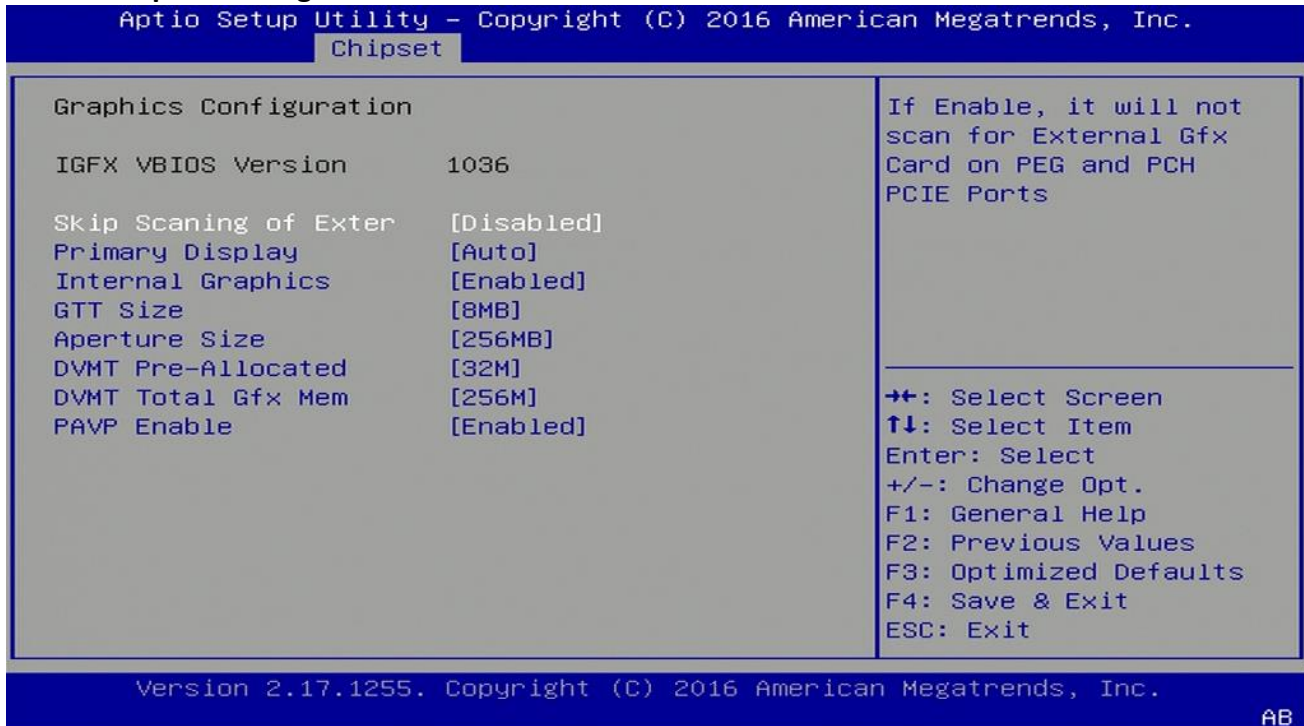 Aptio Setup Utility – Copyright (C) 2016 American Megatrends, Inc.
Chipset
Graphics Configuration
IGFX VBIOS Version 1036
Skip Scaning of Exter [Disabled]
Primary Display [Auto]
Internal Graphics [Enabled]
GTT Size [8MB]
Aperture Size [256MB]
DVMT Pre-Allocated [32M]
DVMT Total Gfx Mem [256M]
PAVP Enable [Enabled]
If Enable, it will not
scan for External Gfx
Card on PEG and PCH
PCIE Ports
→←: Select Screen
↑↓: Select Item
Enter: Select
+/-: Change Opt.
F1: General Help
F2: Previous Values
F3: Optimized Defaults
F4: Save & Exit
ESC: Exit
Version 2.17.1255. Copyright (C) 2016 American Megatrends, Inc.
AB